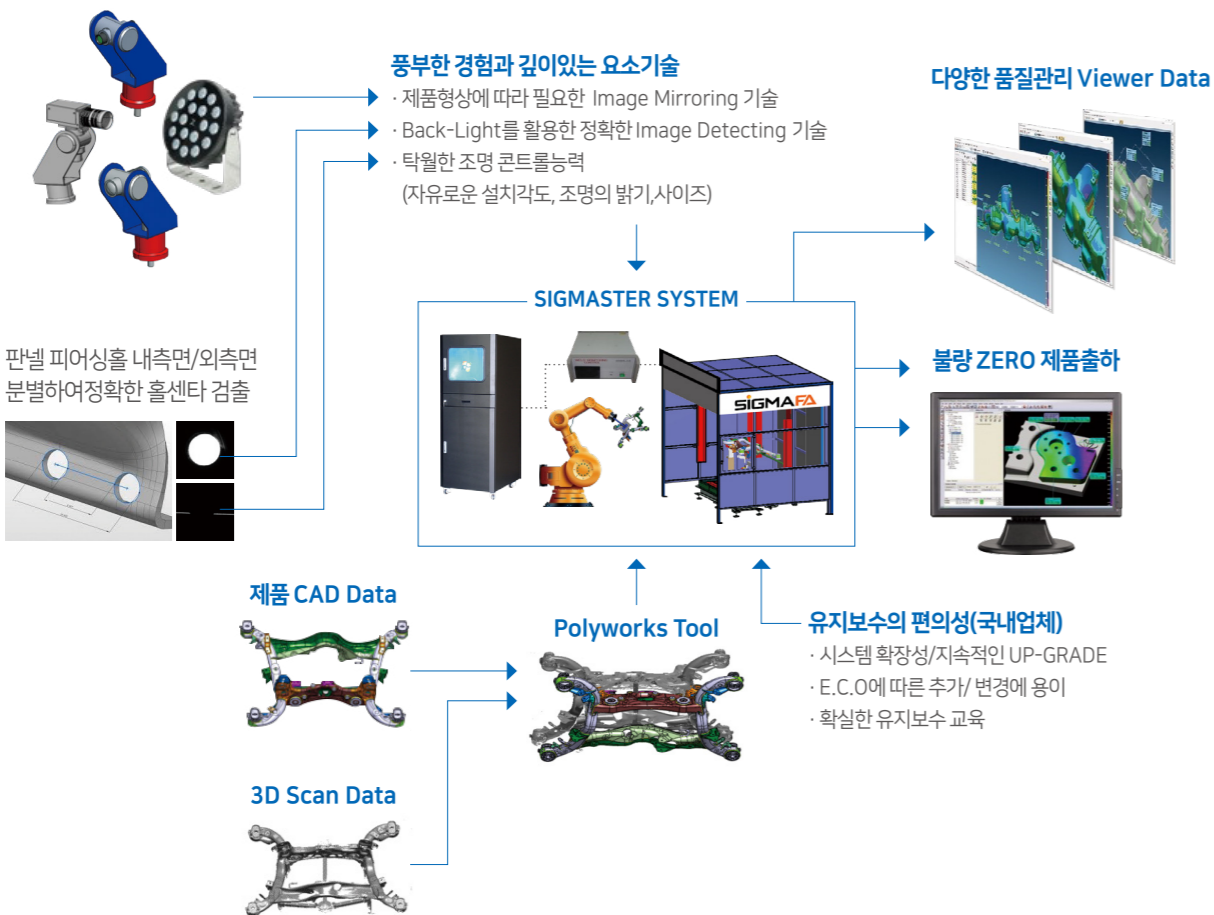 풍부한 경험과 깊이있는 요소기술
· 제품형상에 따라 필요한 Image Mirroring 기술
· Back-Light를 활용한 정확한 Image Detecting 기술
· 탁월한 조명 콘트롤능력
(자유로운 설치각도, 조명의 밝기,사이즈)
다양한 품질관리 Viewer Data
SIGMASTER SYSTEM
SIGMAFA
판넬 피어싱홀 내측면/외측면
분별하여정확한 홀센타 검출
불량 ZERO 제품출하
제품 CAD Data
Polyworks Tool
3D Scan Data
유지보수의 편의성(국내업체)
· 시스템 확장성/지속적인 UP-GRADE
· E.C.O에 따른 추가/ 변경에 용이
· 확실한 유지보수 교육